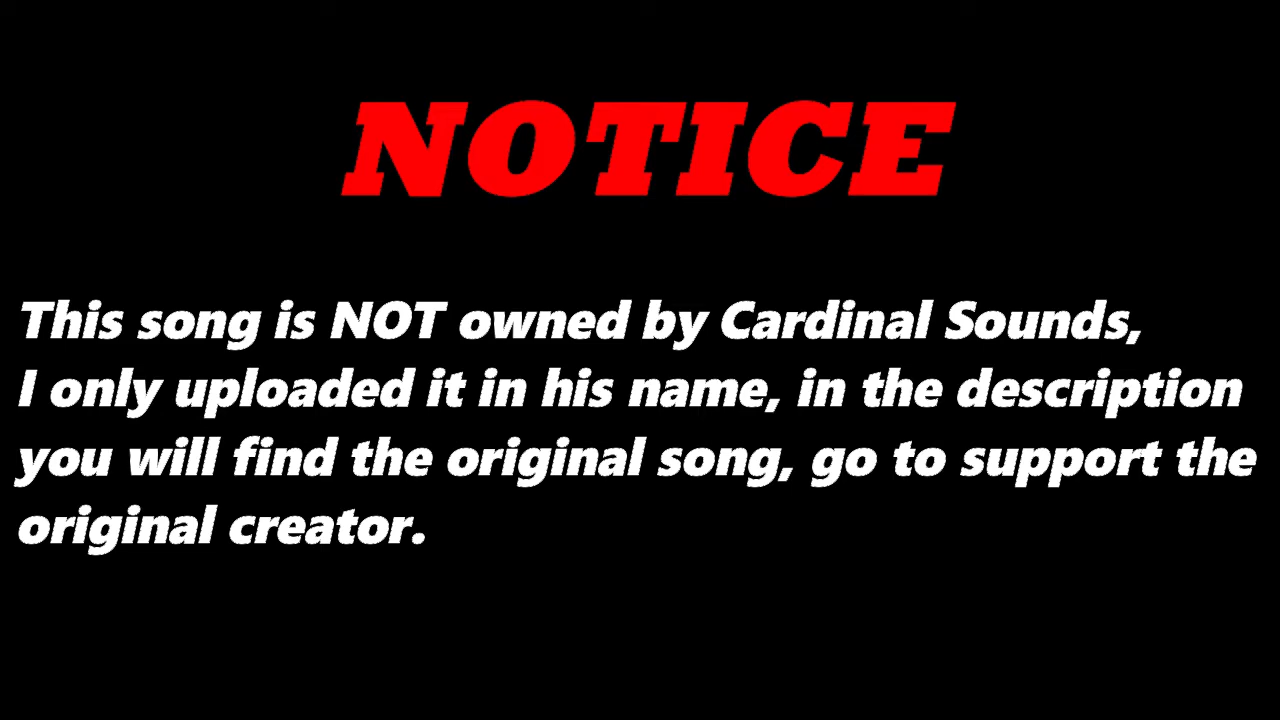 NOTICE
This song is NOT owned by Cardinal Sounds,
I only uploaded it in his name, in the description
you will find the original song, go to support the
original creator.